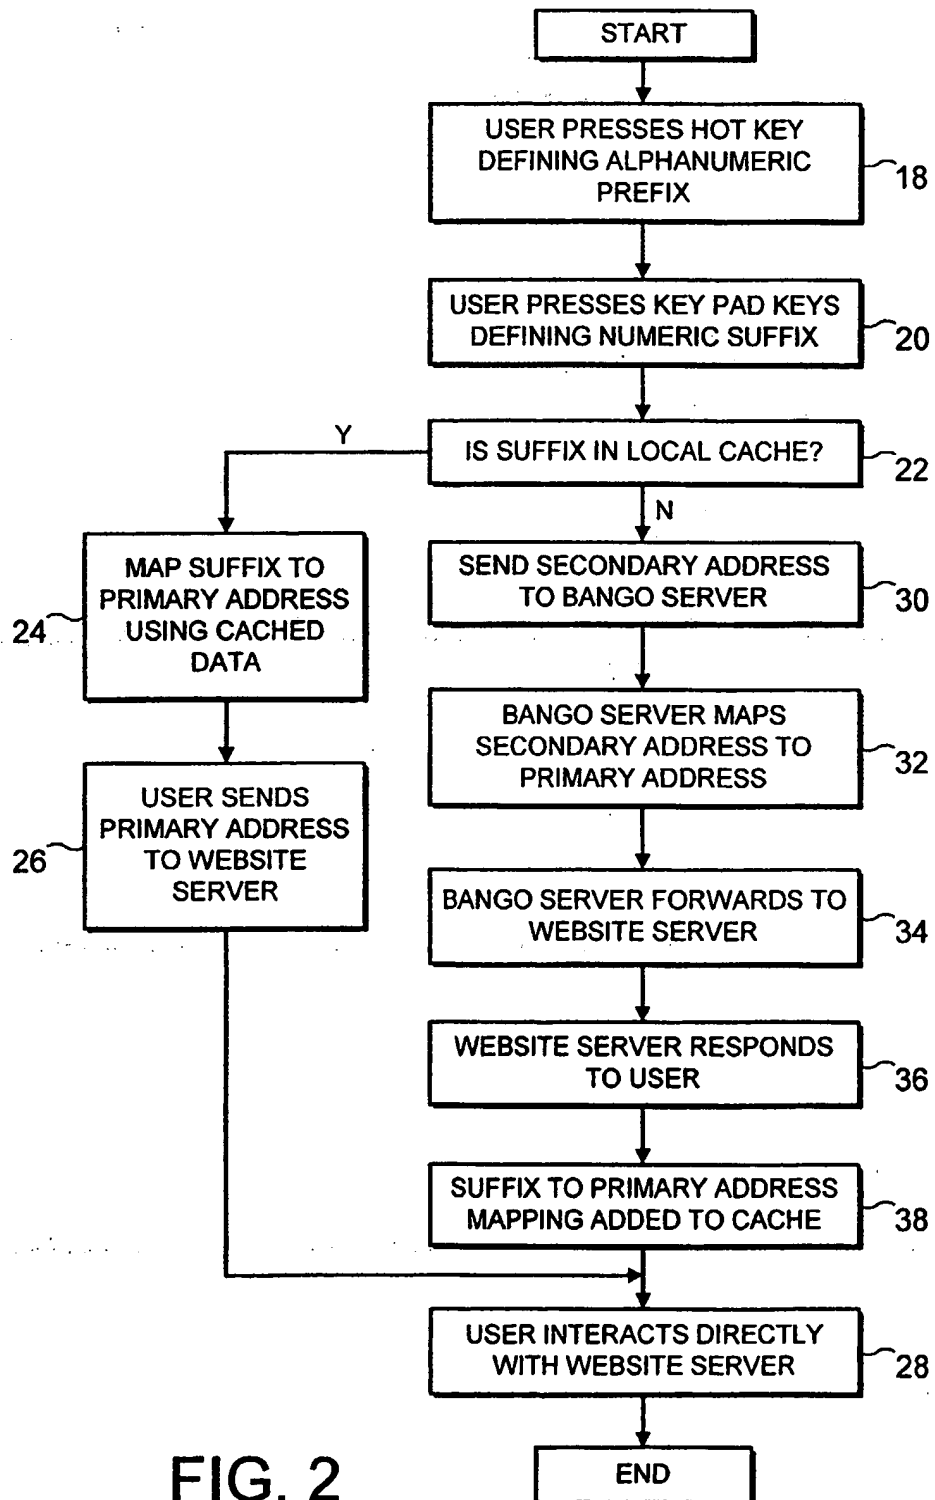 START
USER PRESSES HOT KEY
DEFINING ALPHANUMERIC
PREFIX
18
USER PRESSES KEY PAD KEYS
DEFINING NUMERIC SUFFIX
20
IS SUFFIX IN LOCAL CACHE?
22
Y
N
MAP SUFFIX TO
PRIMARY ADDRESS
USING CACHED
DATA
24
SEND SECONDARY ADDRESS
TO BANGO SERVER
30
BANGO SERVER MAPS
SECONDARY ADDRESS TO
PRIMARY ADDRESS
32
USER SENDS
PRIMARY ADDRESS
TO WEBSITE
SERVER
26
BANGO SERVER FORWARDS TO
WEBSITE SERVER
34
WEBSITE SERVER RESPONDS
TO USER
36
SUFFIX TO PRIMARY ADDRESS
MAPPING ADDED TO CACHE
38
USER INTERACTS DIRECTLY
WITH WEBSITE SERVER
28
END
FIG. 2